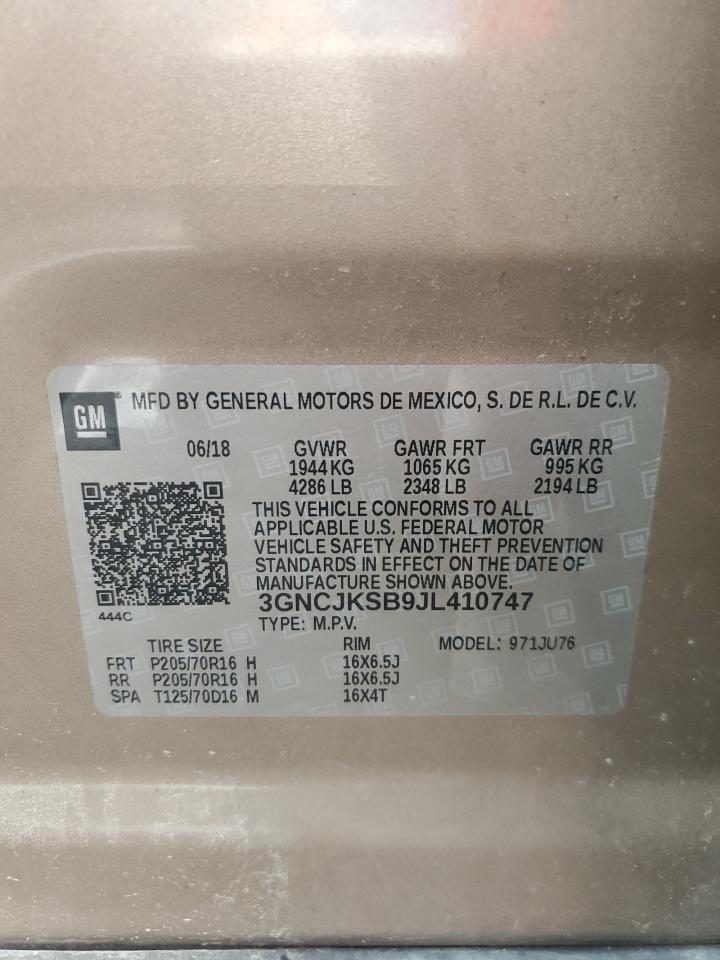 GM ® MFD BY GENERAL MOTORS DE MEXICO, S. DE R.L. DE C.V.
06/18 GVWR GAWR FRT GAWR RR
1944 KG 1065 KG 995 KG
4286 LB 2348 LB 2194 LB
THIS VEHICLE CONFORMS TO ALL
APPLICABLE U.S. FEDERAL MOTOR
VEHICLE SAFETY AND THEFT PREVENTION
STANDARDS IN EFFECT ON THE DATE OF
MANUFACTURE SHOWN ABOVE.
3GNCJKSB9JL410747
444C
TYPE: M.P.V.
TIRE SIZE RIM MODEL: 971JU76
FRT P205/70R16 H 16X6.5J
RR P205/70R16 H 16X6.5J
SPA T125/70D16 M 16X4T